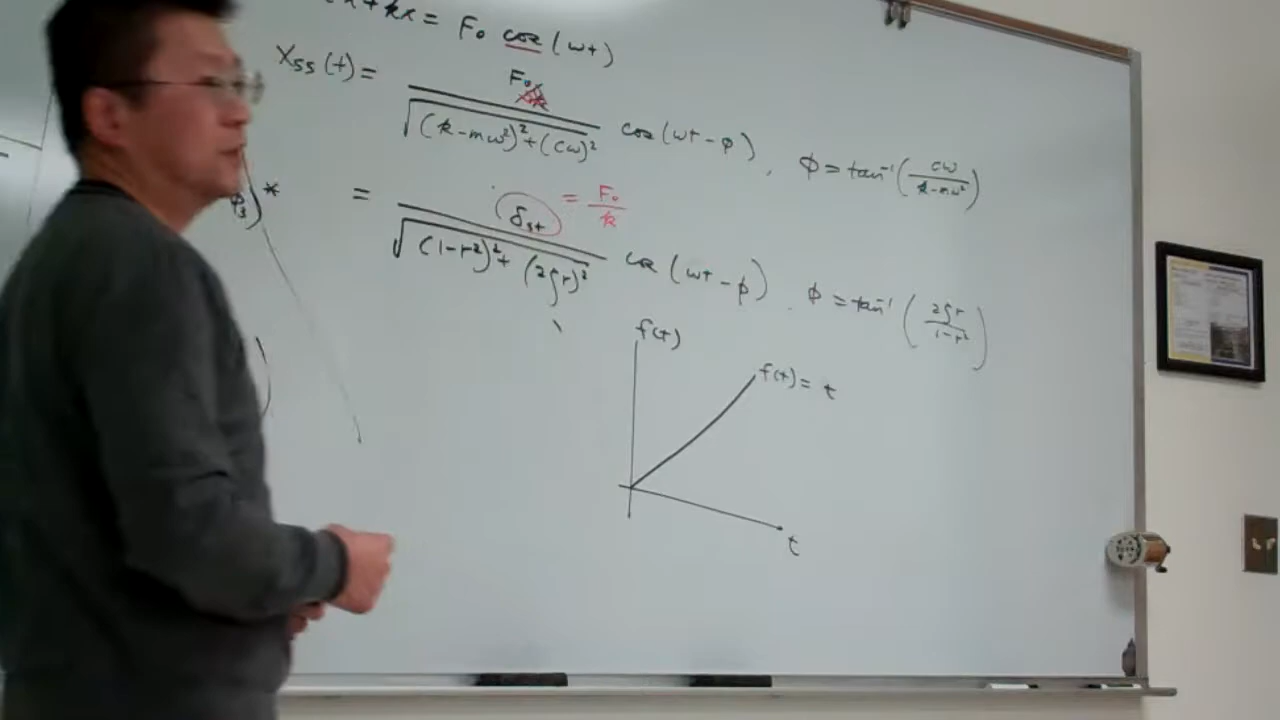 x + kx = F₀ cos(ωt)
Xss(t) = F₀ / √((k-mω²)²+(cω)²) cos(ωt-φ), φ = tan⁻¹(cω / k-mω²)
)*
= δst / √((1-r²)²+(2ζr)²) cos(ωt-φ). φ = tan⁻¹(2ζr / 1-r²)
= F₀ / k
f(t)
f(t) = t
t